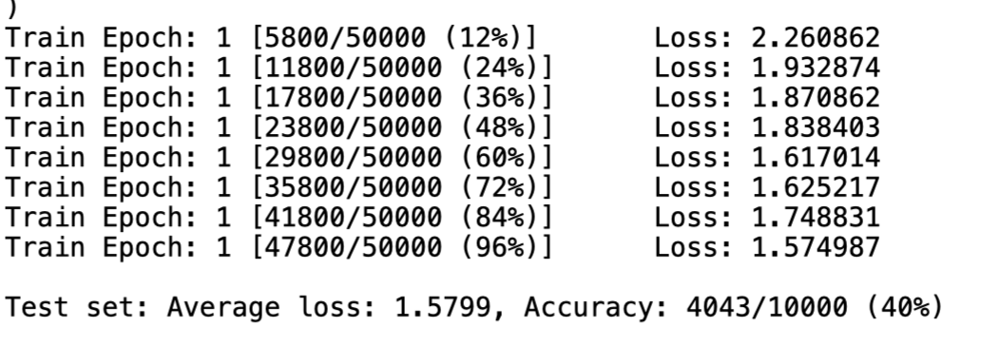 )
Train Epoch: 1 [5800/50000 (12%)] Loss: 2.260862
Train Epoch: 1 [11800/50000 (24%)] Loss: 1.932874
Train Epoch: 1 [17800/50000 (36%)] Loss: 1.870862
Train Epoch: 1 [23800/50000 (48%)] Loss: 1.838403
Train Epoch: 1 [29800/50000 (60%)] Loss: 1.617014
Train Epoch: 1 [35800/50000 (72%)] Loss: 1.625217
Train Epoch: 1 [41800/50000 (84%)] Loss: 1.748831
Train Epoch: 1 [47800/50000 (96%)] Loss: 1.574987
Test set: Average loss: 1.5799, Accuracy: 4043/10000 (40%)